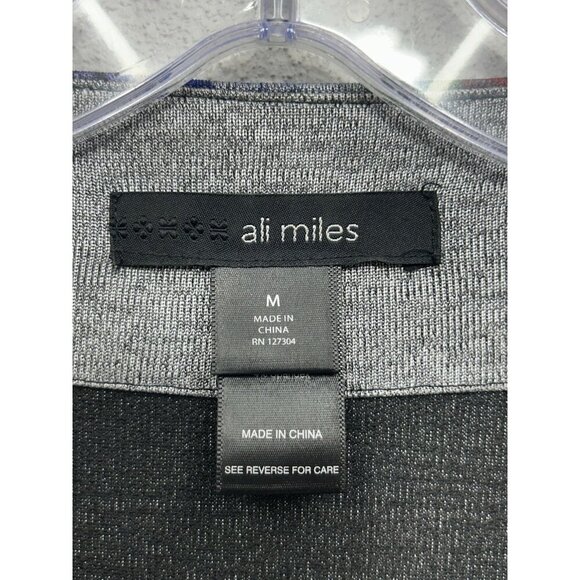 ali miles
M
MADE IN
CHINA
RN 127304
MADE IN CHINA
SEE REVERSE FOR CARE